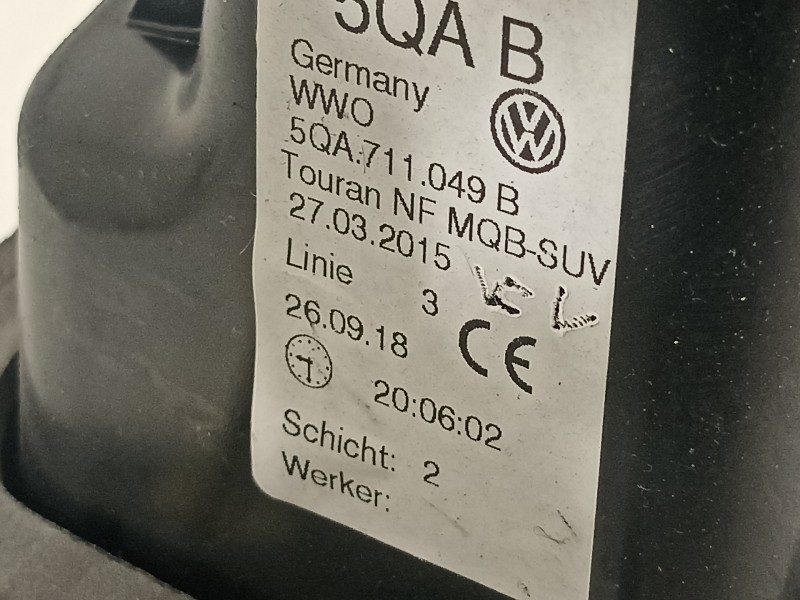 5QA B
Germany
WWO
5QA.711.049 B
Touran NF MQB-SUV
27.03.2015
Linie 3
26.09.18
CE
20:06:02
Schicht: 2
Werker: